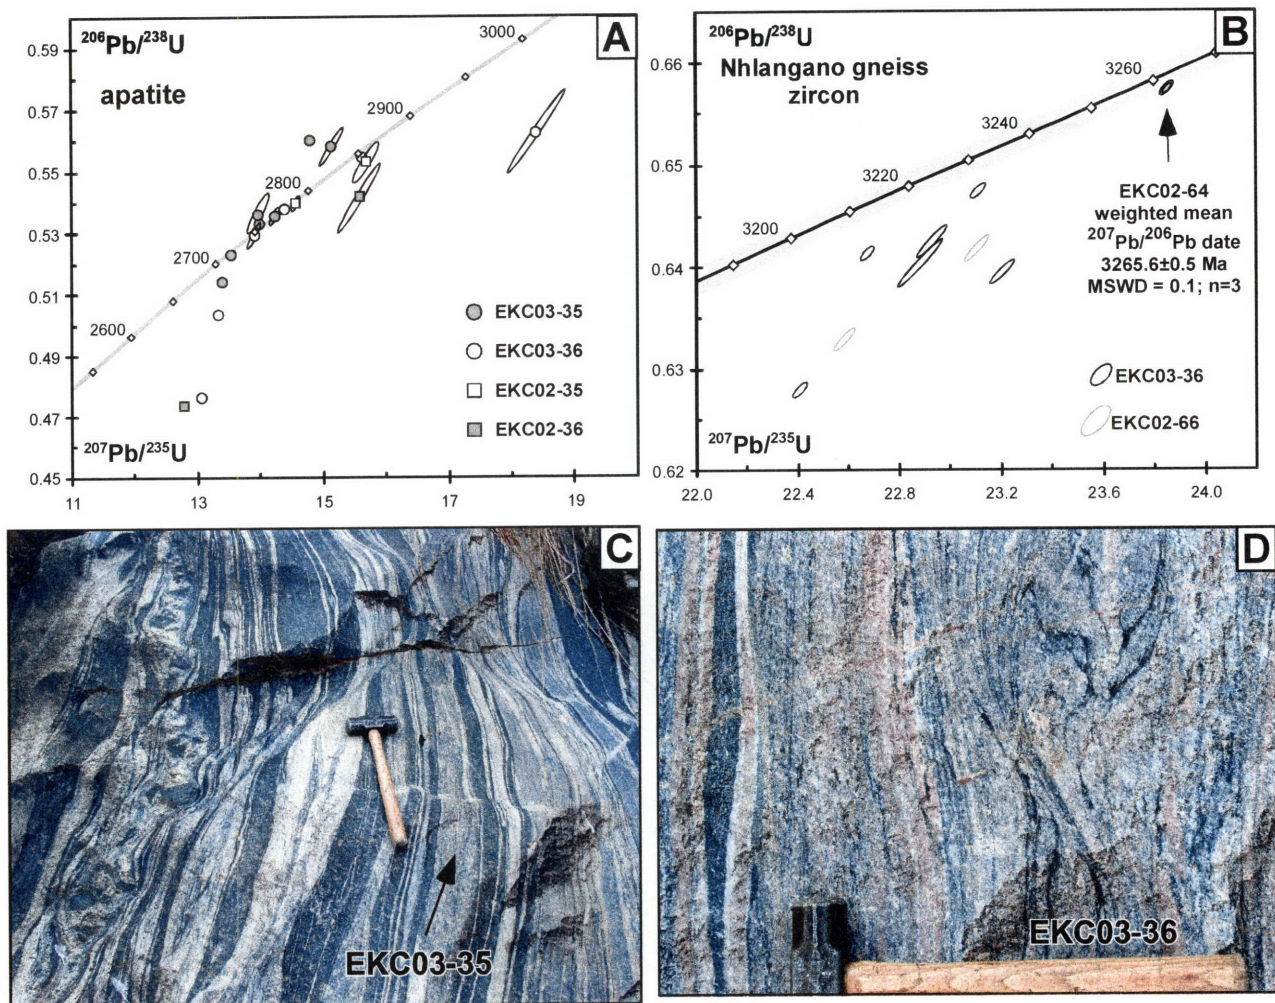 A
²⁰⁶Pb/²³⁸U
apatite
0.59
0.57
0.55
0.53
0.51
0.49
0.47
0.45
3000
2900
2800
2700
2600
EKC03-35
EKC03-36
EKC02-35
EKC02-36
²⁰⁷Pb/²³⁵U
11
13
15
17
19
B
²⁰⁶Pb/²³⁸U
Nhlangano gneiss
zircon
0.66
0.65
0.64
0.63
0.62
3260
3240
3220
3200
EKC02-64
weighted mean
²⁰⁷Pb/²⁰⁶Pb date
3265.6±0.5 Ma
MSWD = 0.1; n=3
EKC03-36
EKC02-66
²⁰⁷Pb/²³⁵U
22.0
22.4
22.8
23.2
23.6
24.0
C
EKC03-35
D
EKC03-36